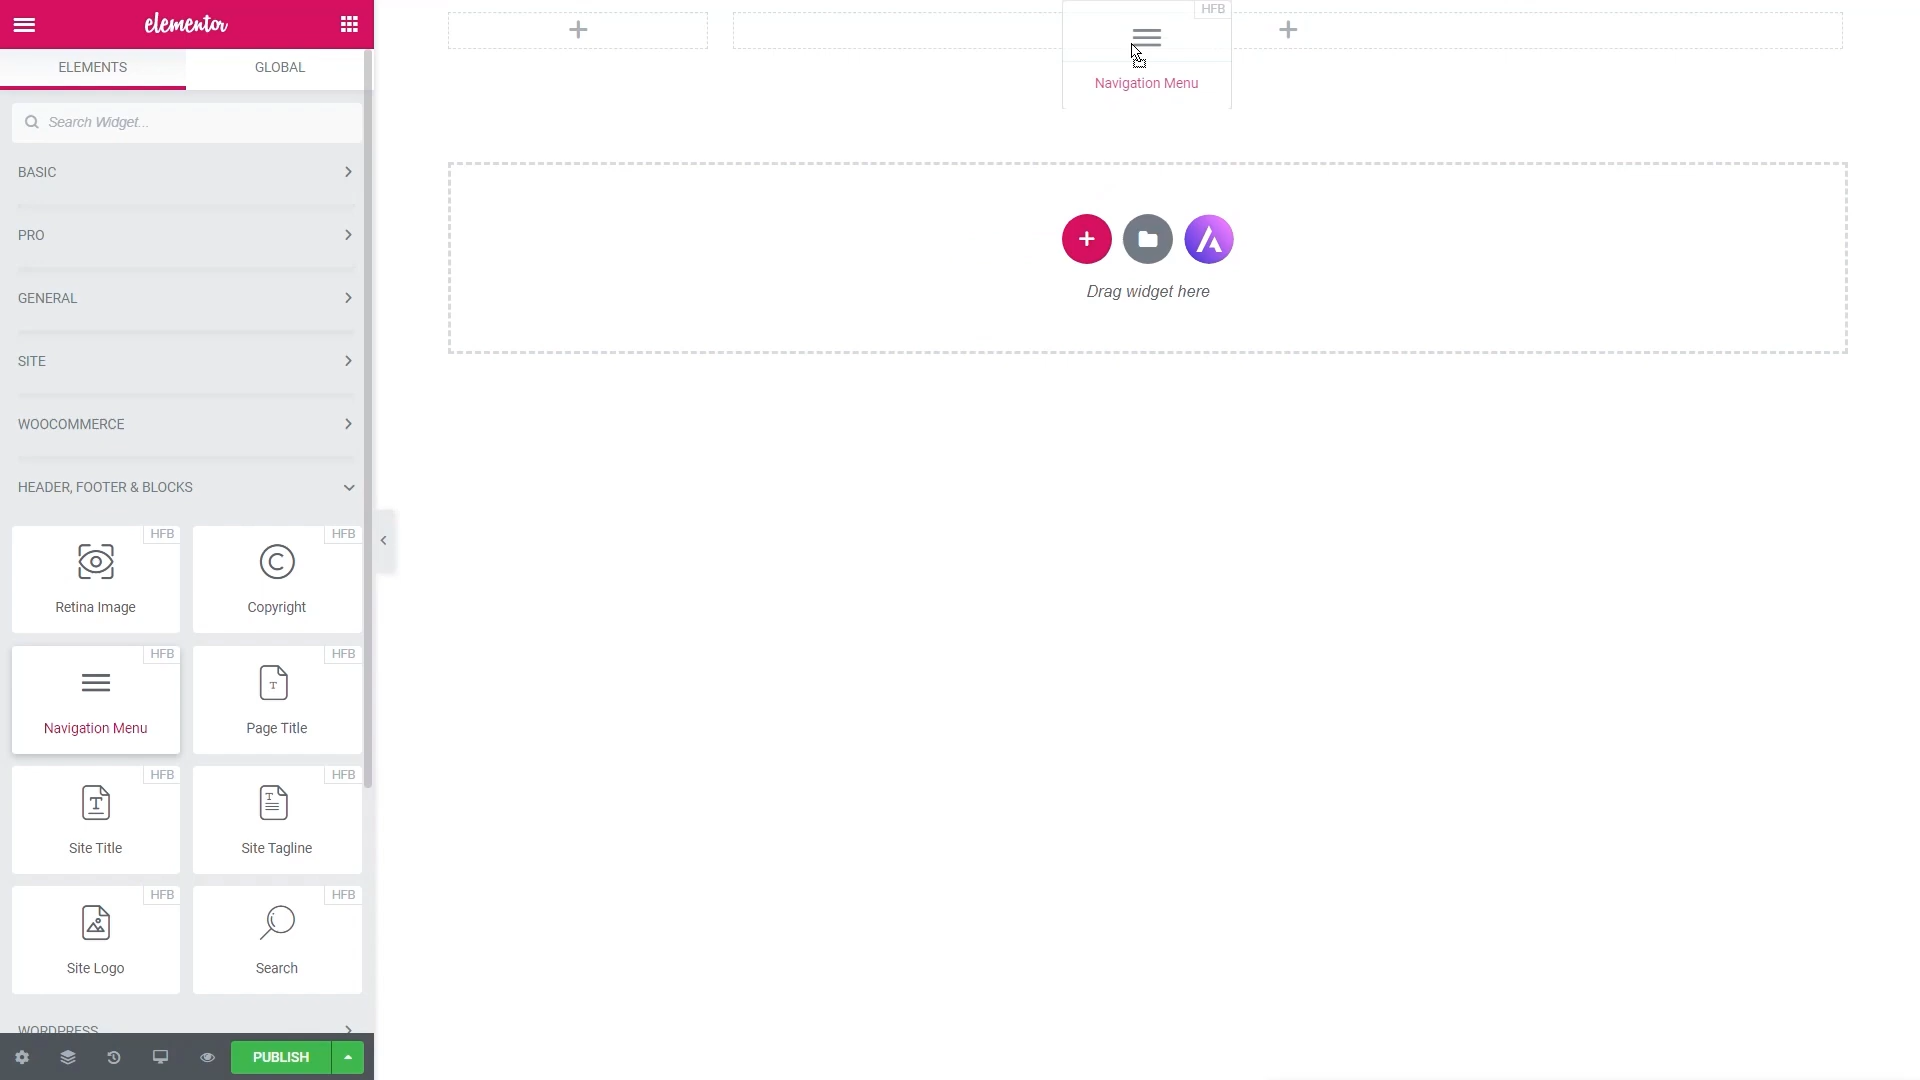 elementor
ELEMENTS
GLOBAL
Search Widget...
BASIC
PRO
GENERAL
SITE
WOOCOMMERCE
HEADER, FOOTER & BLOCKS
HFB
Retina Image
HFB
Copyright
HFB
Navigation Menu
HFB
Page Title
HFB
Site Title
HFB
Site Tagline
HFB
Site Logo
HFB
Search
WORDPRESS
PUBLISH
HFB
Navigation Menu
Drag widget here